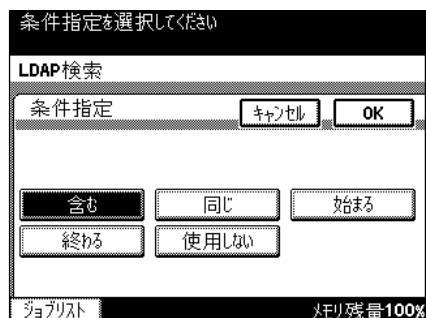 条件指定を選択してください
LDAP検索
条件指定 キャンセル OK
含む 同じ 始まる
終わる 使用しない
ジョブリスト メモリ残量100%